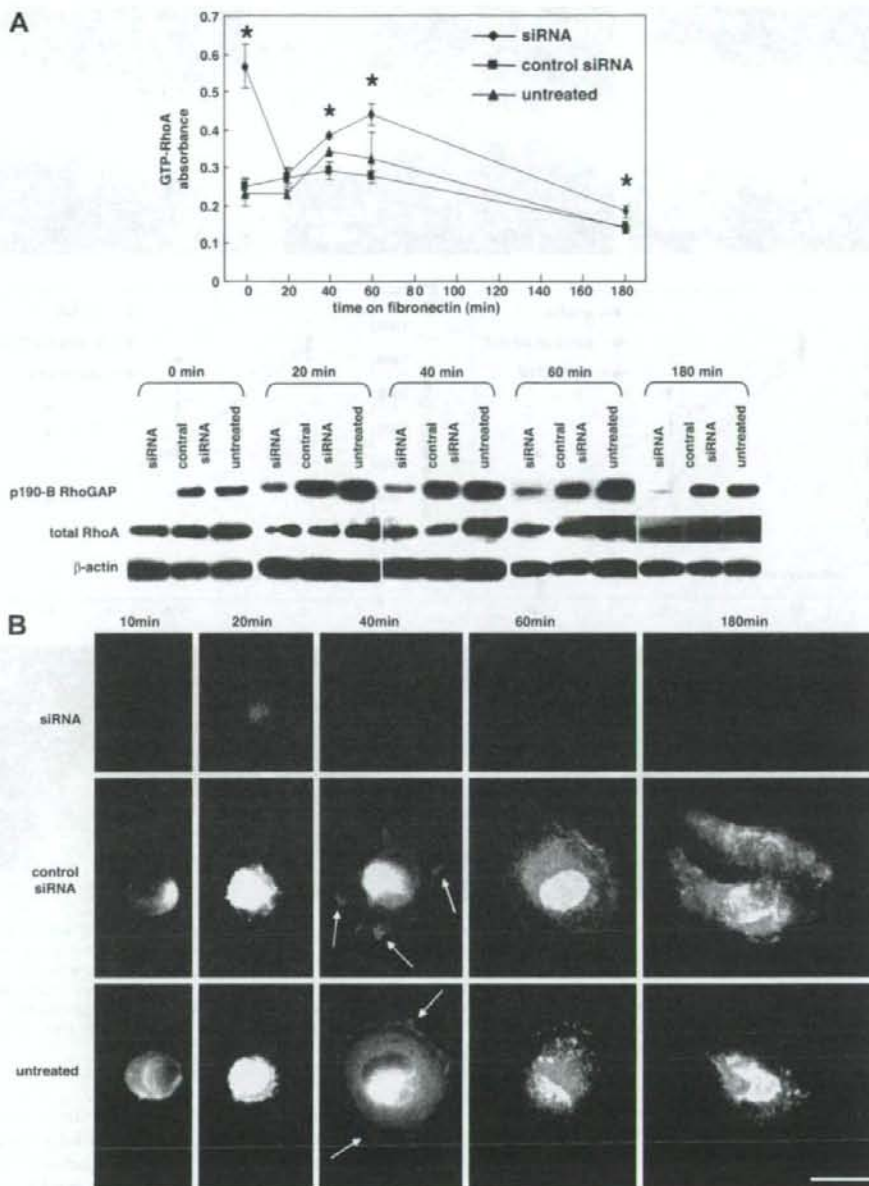 A
0.7
0.6
0.5
0.4
0.3
0.2
0.1
0
GTP-RhoA
absorbance
siRNA
control siRNA
untreated
0 20 40 60 80 100 120 140 160 180
time on fibronectin (min)
0 min 20 min 40 min 60 min 180 min
siRNA contral siRNA untreated siRNA control siRNA untreated siRNA control siRNA untreated siRNA control siRNA untreated siRNA control siRNA untreated
p190-B RhoGAP
total RhoA
β-actin
B
10min 20min 40min 60min 180min
siRNA
control
siRNA
untreated